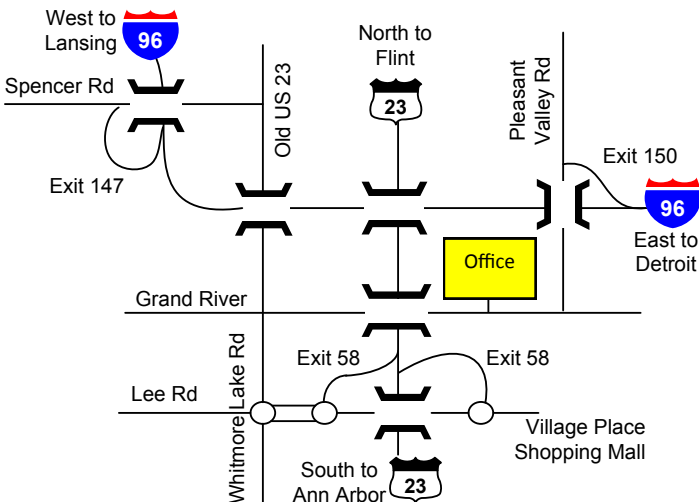 West to
Lansing
96
North to
Flint
23
Spencer Rd
Old US 23
Pleasant
Valley Rd
Exit 147
Exit 150
96
East to
Detroit
Office
Grand River
Whitmore Lake Rd
Exit 58
Exit 58
Lee Rd
Village Place
Shopping Mall
South to
Ann Arbor
23